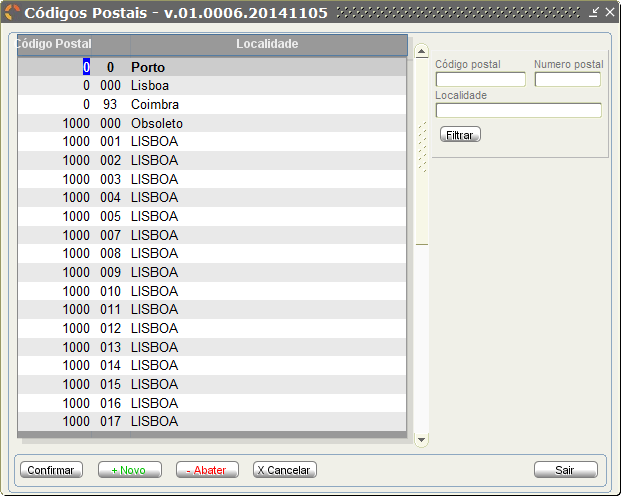 Códigos Postais - v.01.0006.20141105
Código Postal Localidade
0 0 Porto
0 000 Lisboa
0 93 Coimbra
1000 000 Obsoleto
1000 001 LISBOA
1000 002 LISBOA
1000 003 LISBOA
1000 004 LISBOA
1000 005 LISBOA
1000 007 LISBOA
1000 008 LISBOA
1000 009 LISBOA
1000 010 LISBOA
1000 011 LISBOA
1000 012 LISBOA
1000 013 LISBOA
1000 014 LISBOA
1000 015 LISBOA
1000 016 LISBOA
1000 017 LISBOA
Código postal Numero postal
Localidade
Filtrar
Confirmar + Novo - Abater X Cancelar Sair